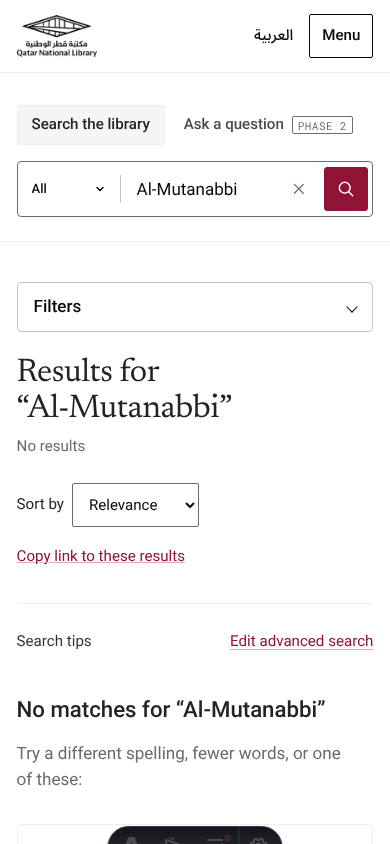 مكتبة قطر الوطنية
Qatar National Library
العربية
Menu
Search the library
Ask a question PHASE 2
All
Al-Mutanabbi
Filters
Results for
“Al-Mutanabbi”
No results
Sort by
Relevance
Copy link to these results
Search tips
Edit advanced search
No matches for “Al-Mutanabbi”
Try a different spelling, fewer words, or one
of these: